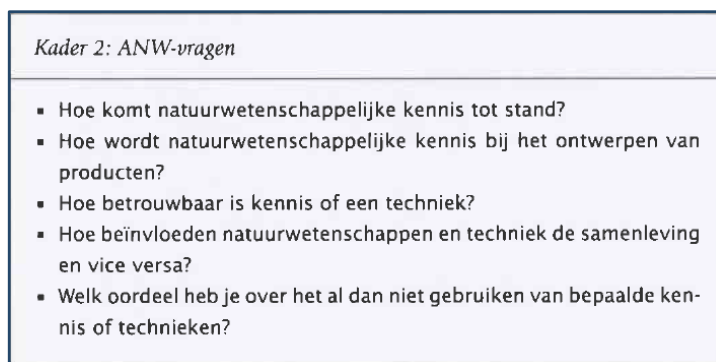 Kader 2: ANW-vragen
▪ Hoe komt natuurwetenschappelijke kennis tot stand?
▪ Hoe wordt natuurwetenschappelijke kennis bij het ontwerpen van
producten?
▪ Hoe betrouwbaar is kennis of een techniek?
▪ Hoe beïnvloeden natuurwetenschappen en techniek de samenleving
en vice versa?
▪ Welk oordeel heb je over het al dan niet gebruiken van bepaalde ken-
nis of technieken?